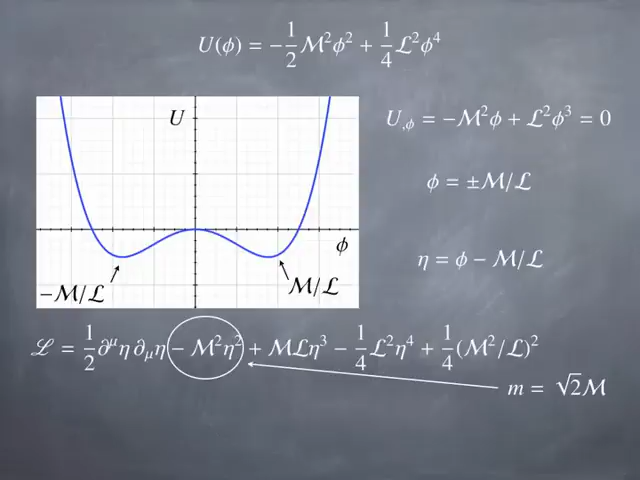 U(ϕ) = −1/2 ℳ²ϕ² + 1/4 ℒ²ϕ⁴
U
ϕ
−ℳ/ℒ
ℳ/ℒ
U,ϕ = −ℳ²ϕ + ℒ²ϕ³ = 0
ϕ = ±ℳ/ℒ
η = ϕ − ℳ/ℒ
ℒ = 1/2 ∂^μη ∂_μη − ℳ²η² + ℳℒη³ − 1/4 ℒ²η⁴ + 1/4(ℳ²/ℒ)²
m = √2ℳ